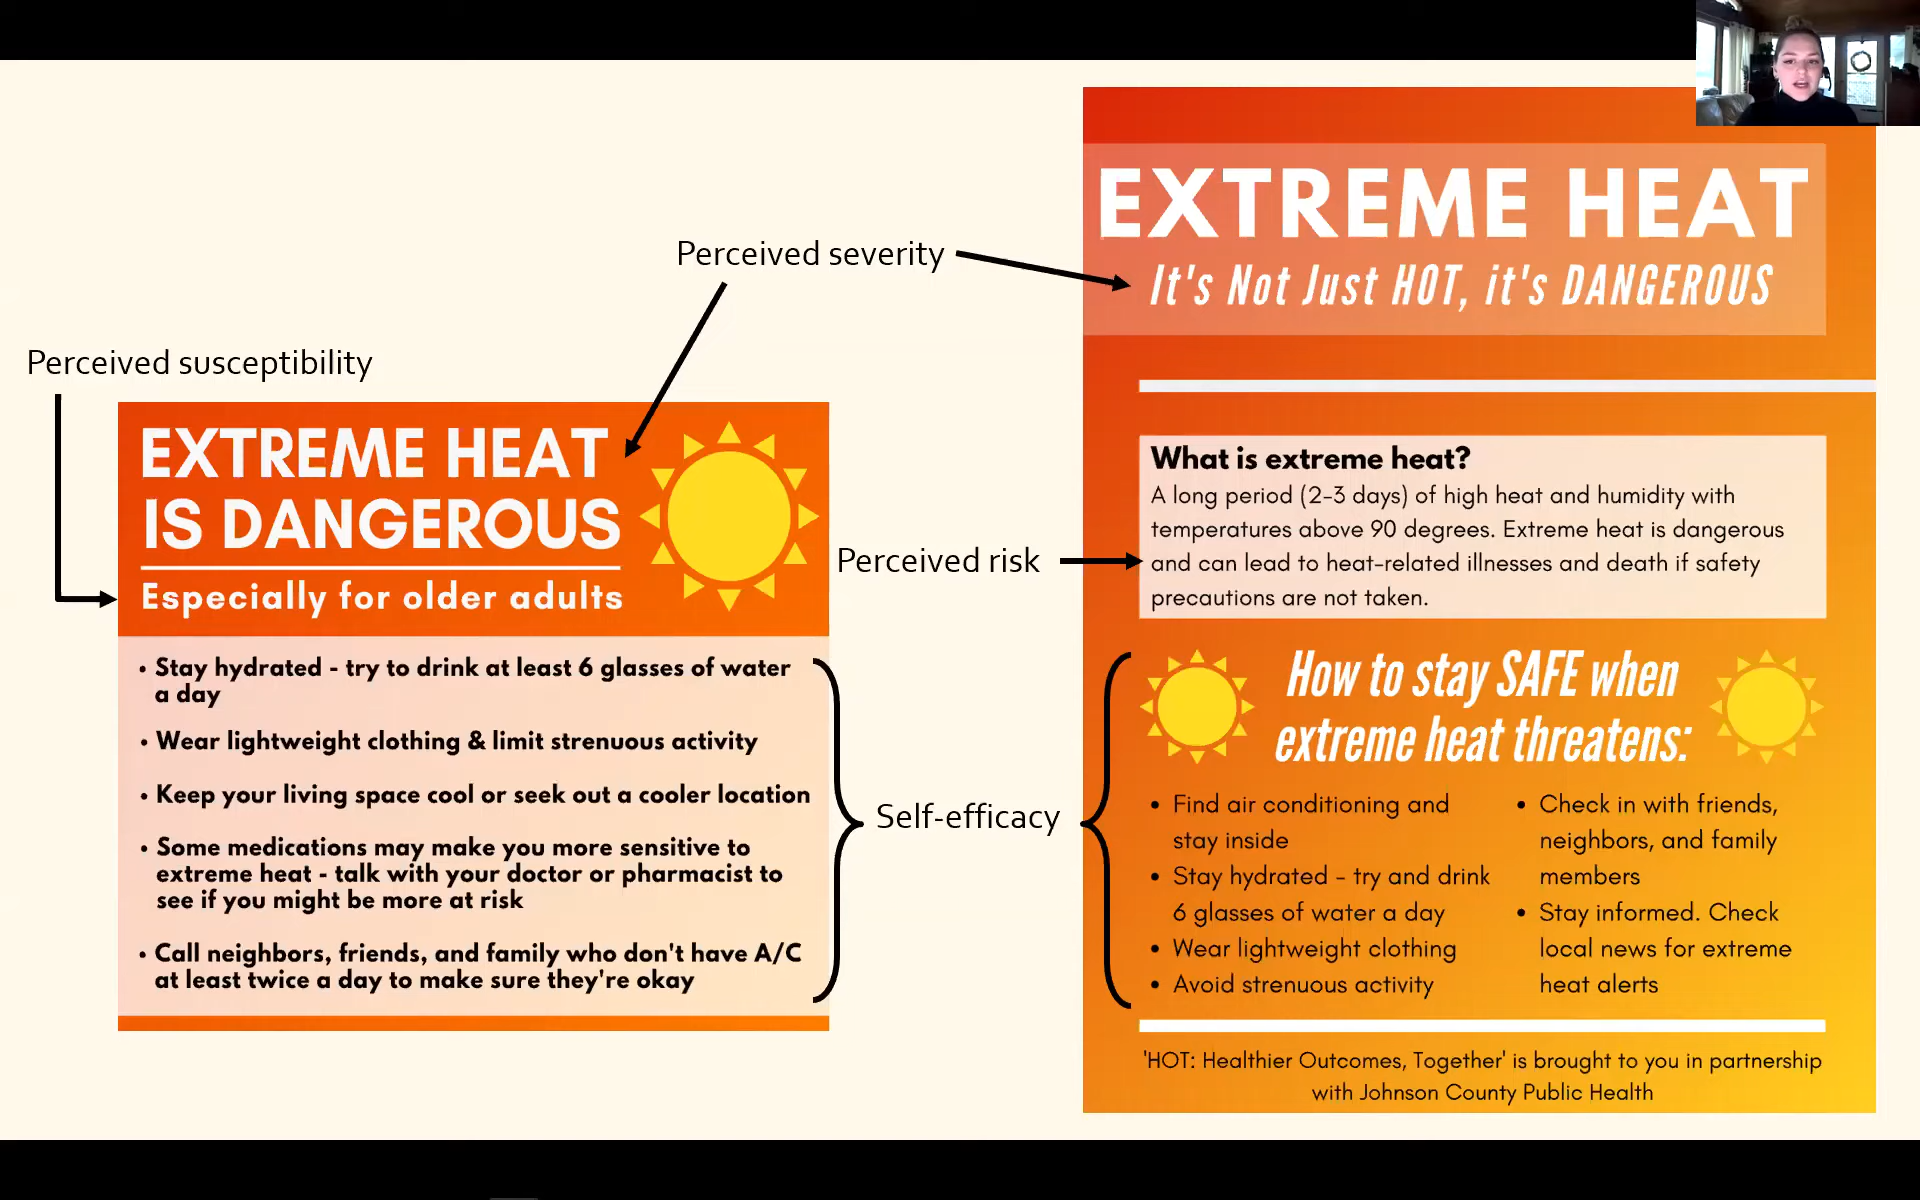 Perceived severity
Perceived susceptibility
EXTREME HEAT
IS DANGEROUS
Especially for older adults
• Stay hydrated - try to drink at least 6 glasses of water
a day
• Wear lightweight clothing & limit strenuous activity
• Keep your living space cool or seek out a cooler location
• Some medications may make you more sensitive to
extreme heat - talk with your doctor or pharmacist to
see if you might be more at risk
• Call neighbors, friends, and family who don't have A/C
at least twice a day to make sure they're okay
Perceived risk
Self-efficacy
EXTREME HEAT
It's Not Just HOT, it's DANGEROUS
What is extreme heat?
A long period (2-3 days) of high heat and humidity with
temperatures above 90 degrees. Extreme heat is dangerous
and can lead to heat-related illnesses and death if safety
precautions are not taken.
How to stay SAFE when
extreme heat threatens:
• Find air conditioning and
stay inside
• Stay hydrated - try and drink
6 glasses of water a day
• Wear lightweight clothing
• Avoid strenuous activity
• Check in with friends,
neighbors, and family
members
• Stay informed. Check
local news for extreme
heat alerts
'HOT: Healthier Outcomes, Together' is brought to you in partnership
with Johnson County Public Health